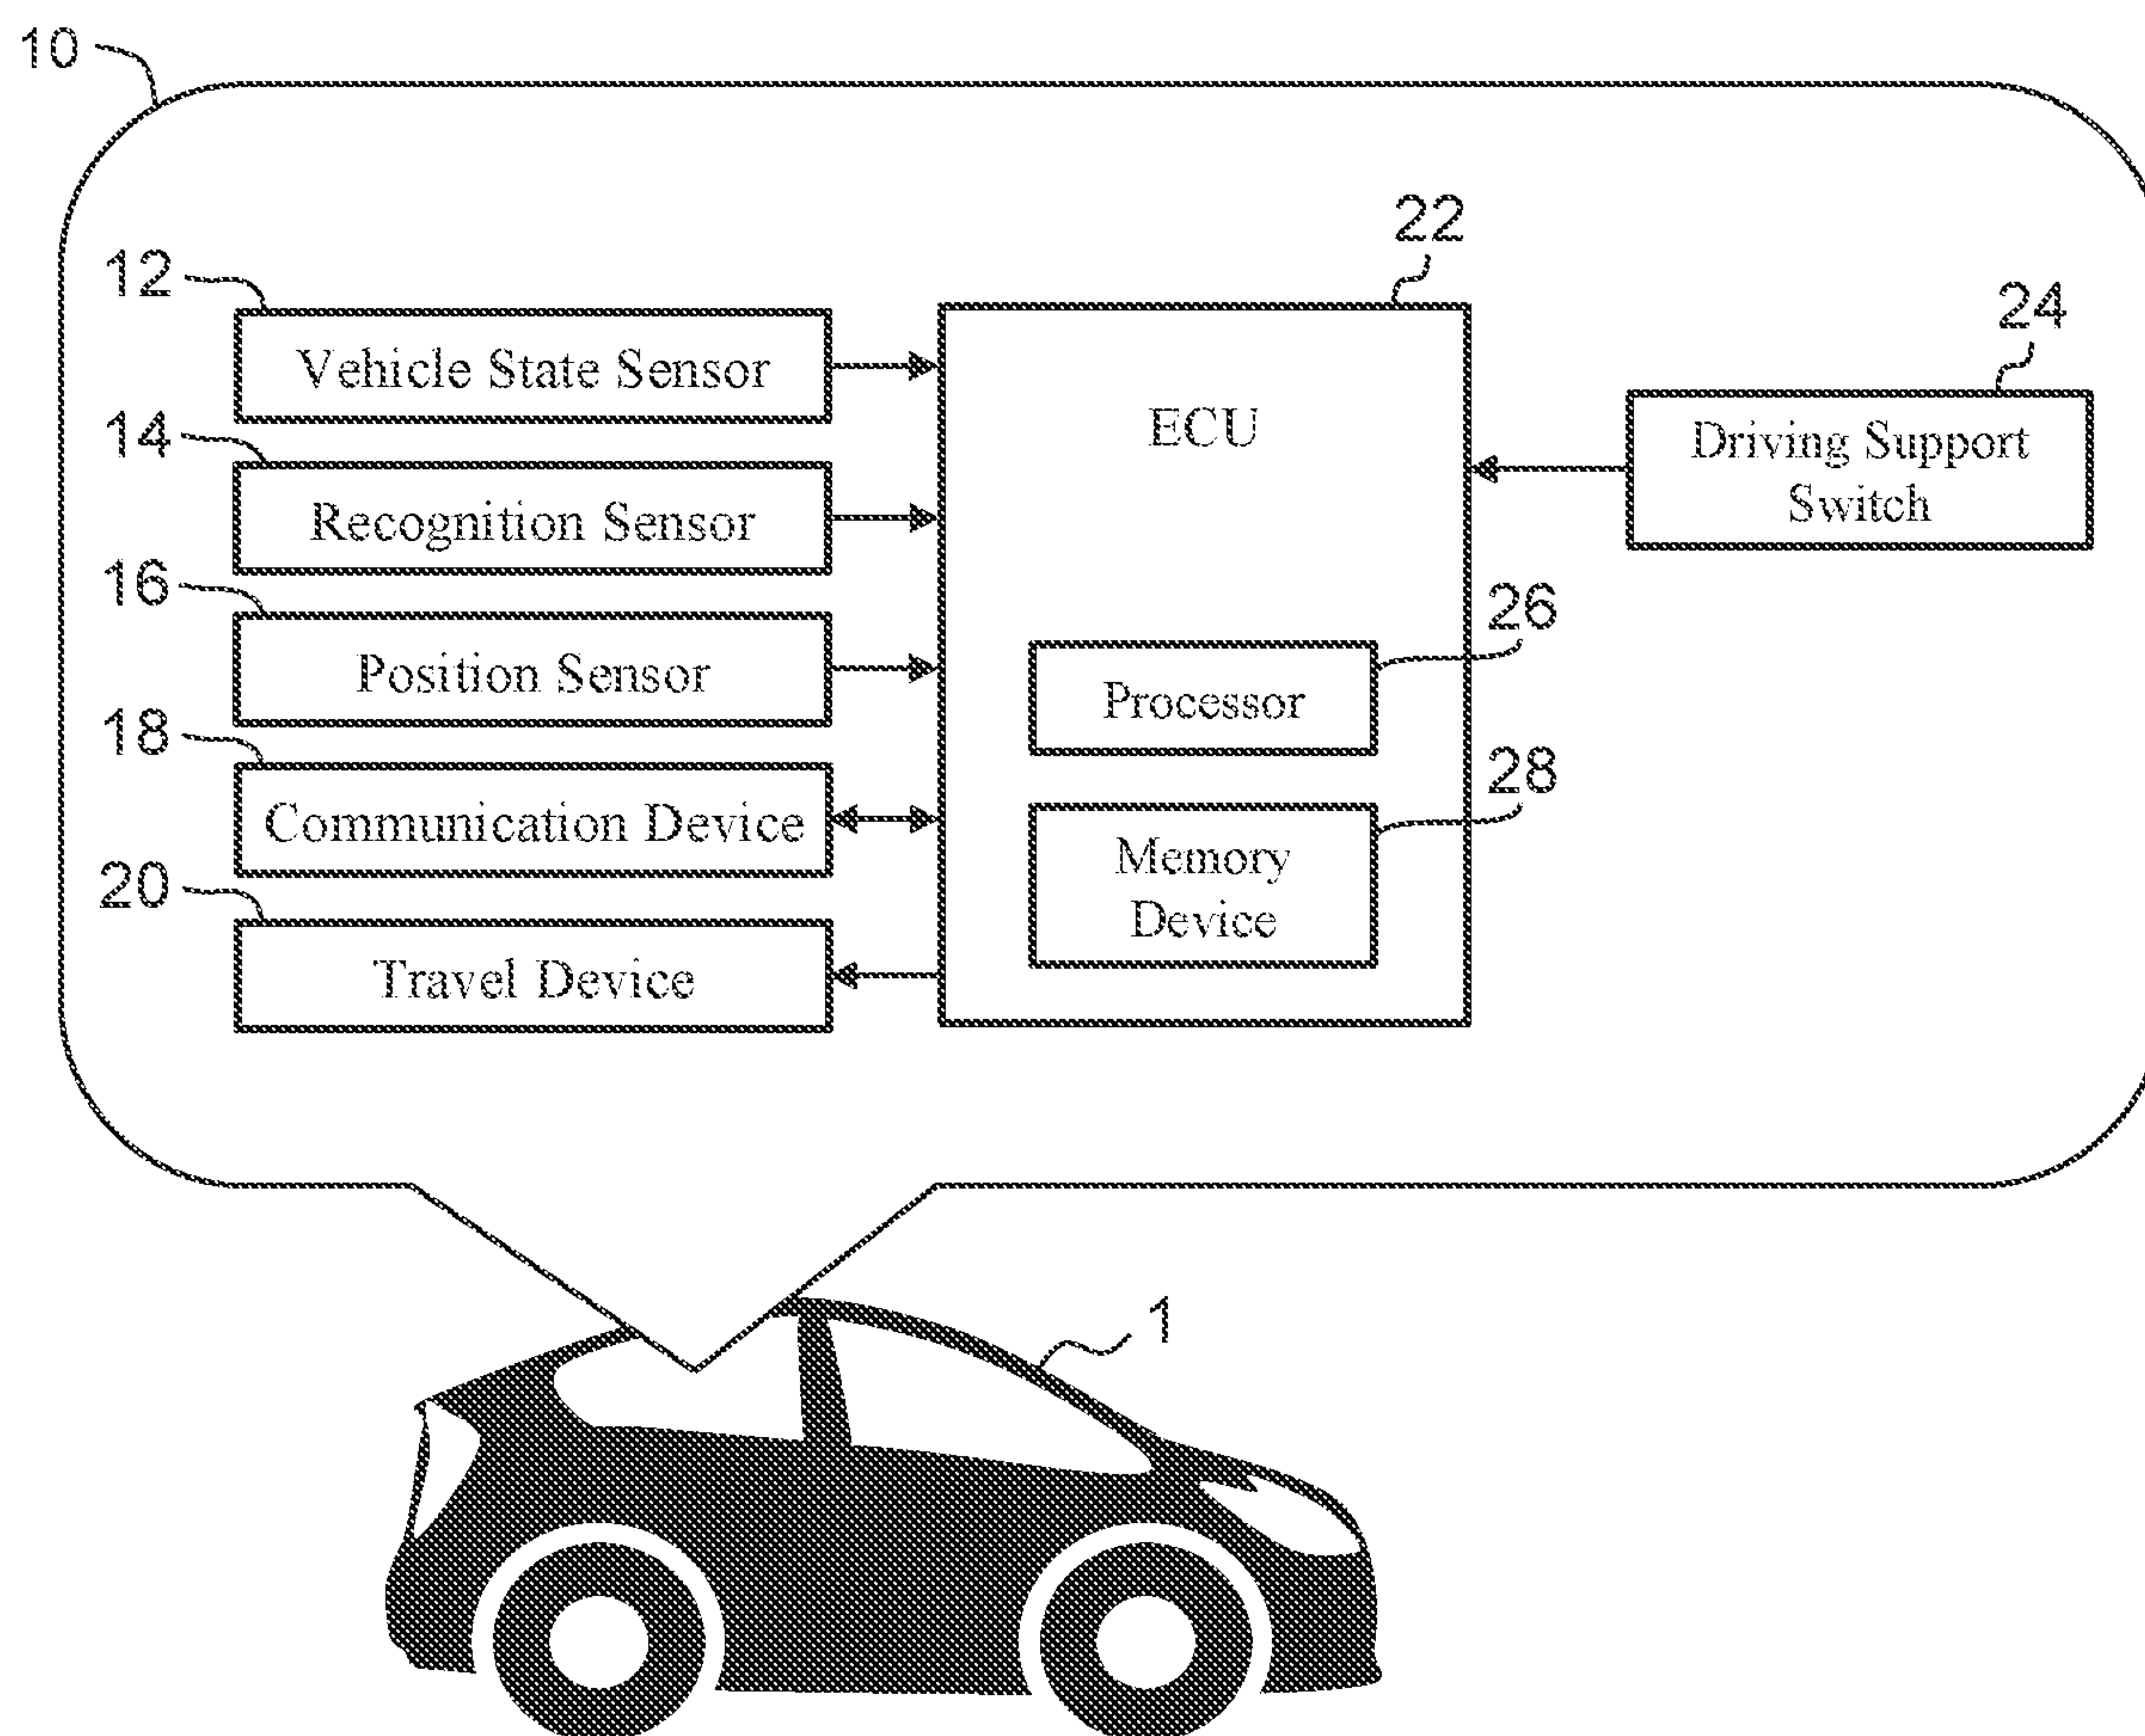 10
22
12
24
Vehicle State Sensor
ECU
Driving Support
Switch
14
Recognition Sensor
16
26
Position Sensor
Processor
18
28
Communication Device
Memory
Device
20
Travel Device
1